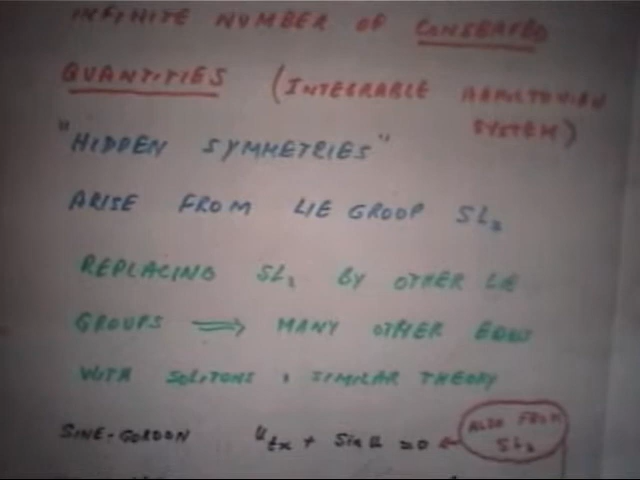 INFINITE NUMBER OF CONSERVED
QUANTITIES (INTEGRABLE HAMILTONIAN
SYSTEM)
"HIDDEN SYMMETRIES"
ARISE FROM LIE GROUP SL₂
REPLACING SL₂ BY OTHER LIE
GROUPS ⟹ MANY OTHER EQNS
WITH SOLITONS & SIMILAR THEORY
SINE-GORDON u_tx + sin u = 0 ← ALSO FROM
SL₂